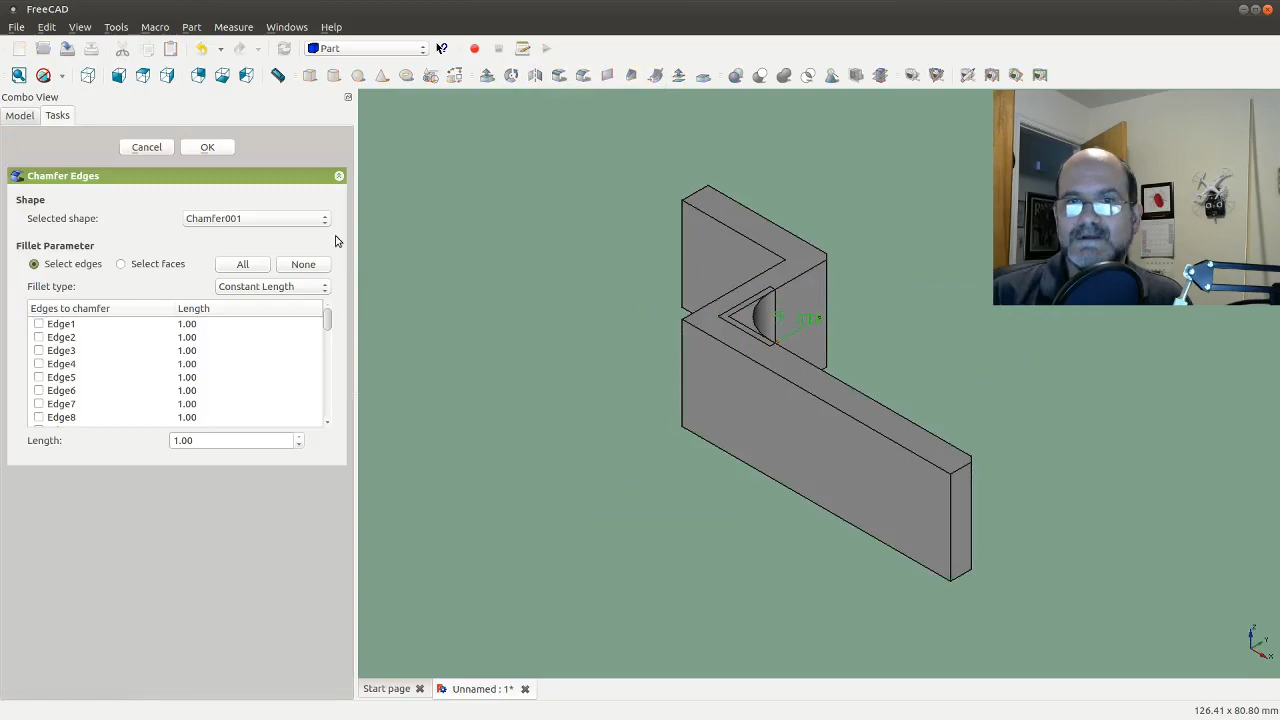 FreeCAD
File Edit View Tools Macro Part Measure Windows Help
Part
Combo View
Model Tasks
Cancel OK
Chamfer Edges
Shape
Selected shape: Chamfer001
Fillet Parameter
Select edges Select faces All None
Fillet type: Constant Length
Edges to chamfer Length
Edge1 1.00
Edge2 1.00
Edge3 1.00
Edge4 1.00
Edge5 1.00
Edge6 1.00
Edge7 1.00
Edge8 1.00
Length: 1.00
Z
Y
X
Start page Unnamed : 1*
126.41 x 80.80 mm